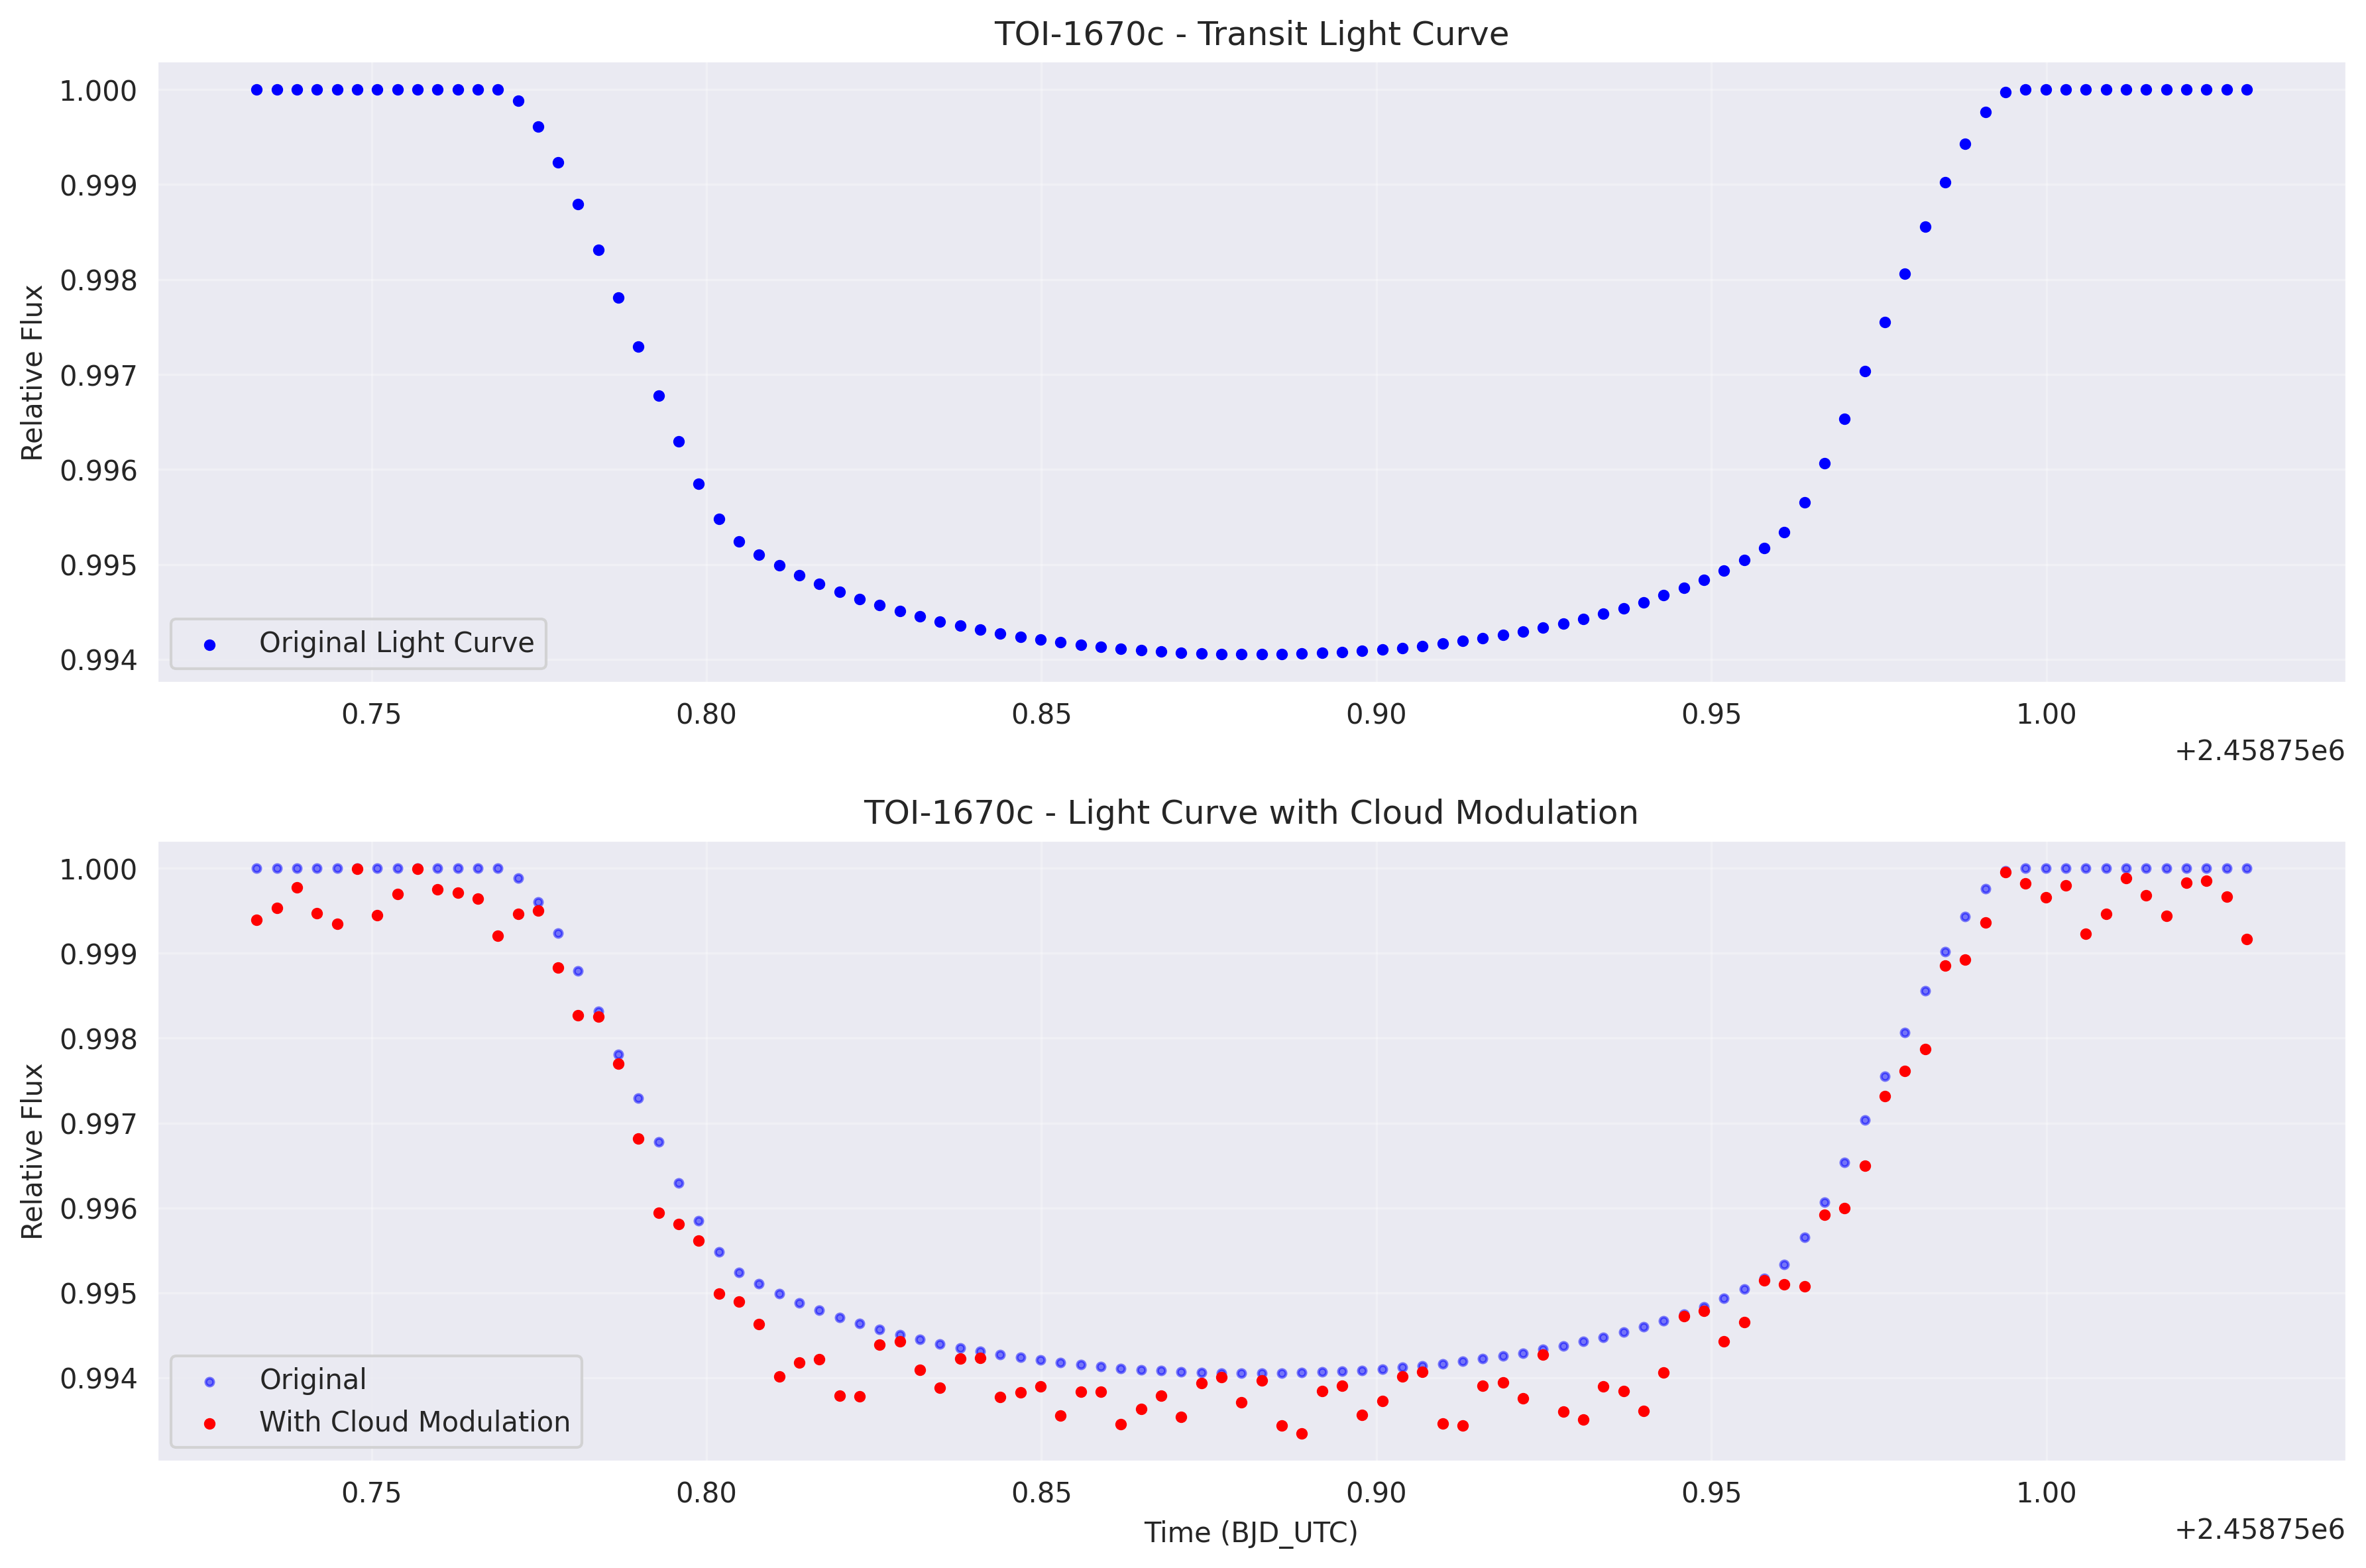 TOI-1670c - Transit Light Curve
1.000
0.999
0.998
0.997
0.996
0.995
0.994
Relative Flux
Original Light Curve
0.75 0.80 0.85 0.90 0.95 1.00
+2.45875e6
TOI-1670c - Light Curve with Cloud Modulation
1.000
0.999
0.998
0.997
0.996
0.995
0.994
Relative Flux
Original
With Cloud Modulation
0.75 0.80 0.85 0.90 0.95 1.00
Time (BJD_UTC)
+2.45875e6